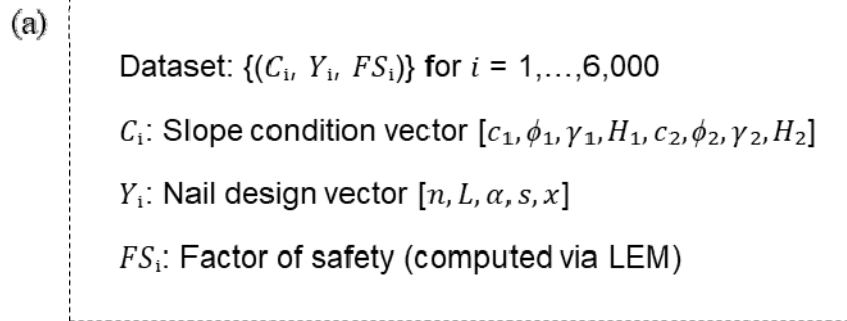 (a)
Dataset: {(Cᵢ, Yᵢ, FSᵢ)} for i = 1,…,6,000
Cᵢ: Slope condition vector [c₁, ϕ₁, γ₁, H₁, c₂, ϕ₂, γ₂, H₂]
Yᵢ: Nail design vector [n, L, α, s, x]
FSᵢ: Factor of safety (computed via LEM)